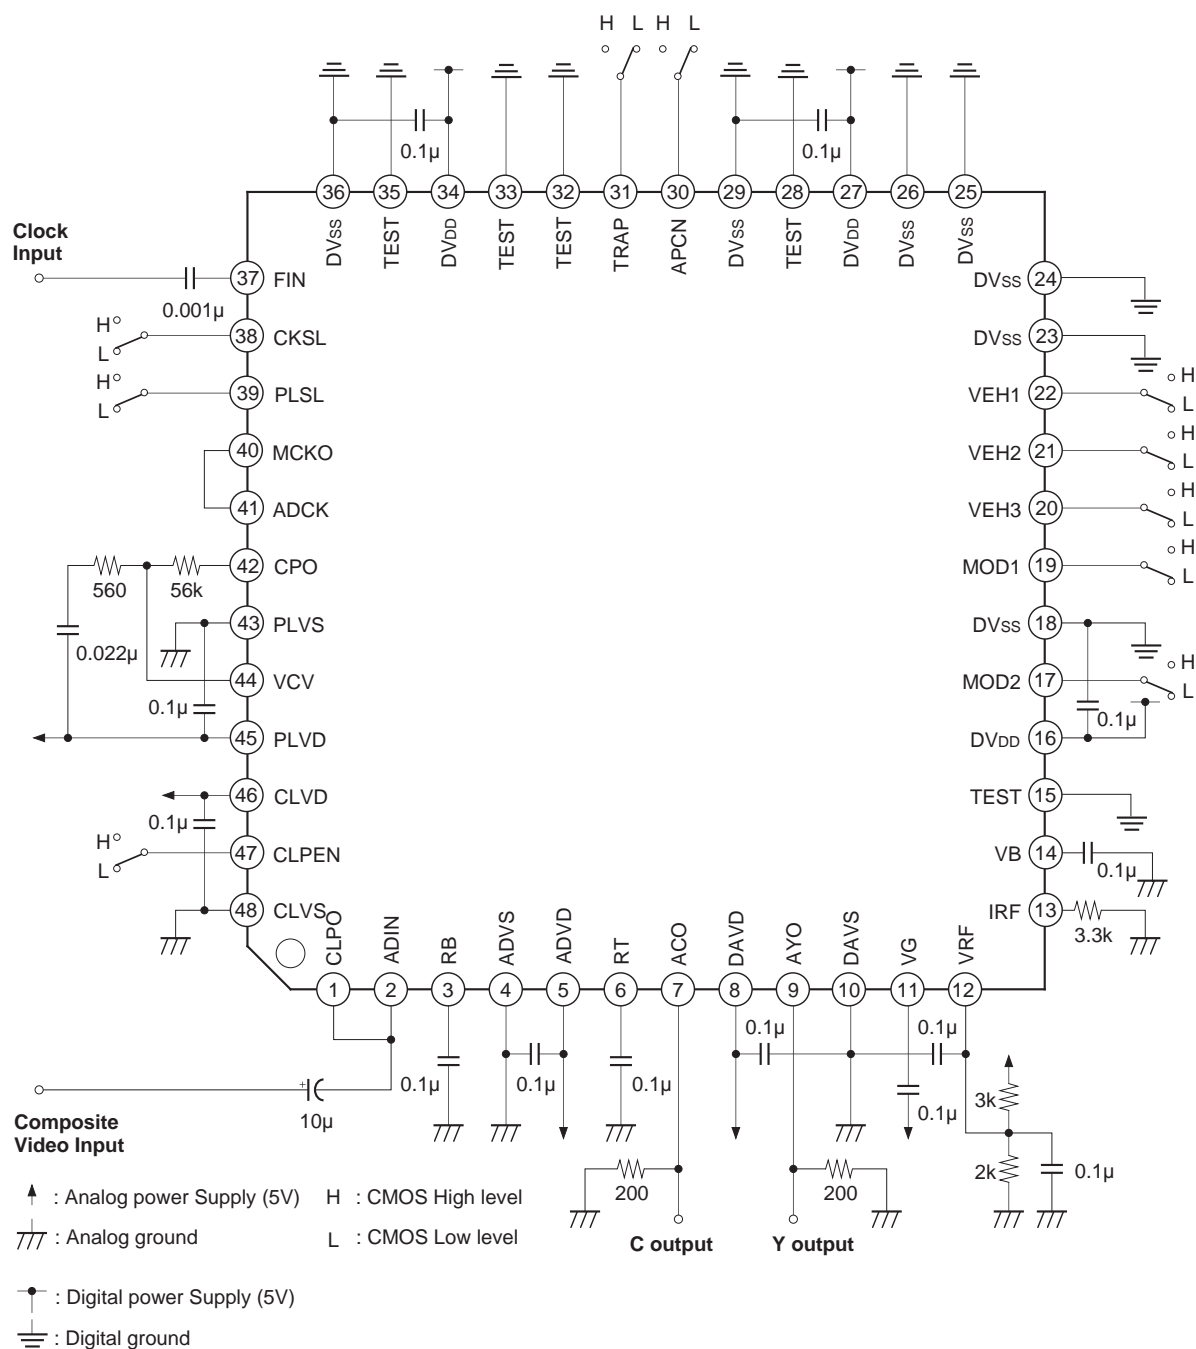 H L H L
0.1µ 0.1µ
36 35 34 33 32 31 30 29 28 27 26 25
DVSS TEST DVDD TEST TEST TRAP APCN DVSS TEST DVDD DVSS DVSS
Clock
Input
37 FIN
0.001µ
DVSS 24
H
38 CKSL
L
DVSS 23
H
39 PLSL
L
VEH1 22
H
L
40 MCKO
VEH2 21
H
L
41 ADCK
VEH3 20
H
L
560 56k
42 CPO
MOD1 19
H
L
43 PLVS
0.022µ
DVSS 18
44 VCV
0.1µ
MOD2 17
H
L
0.1µ
45 PLVD
DVDD 16
46 CLVD
0.1µ
TEST 15
H
47 CLPEN
L
VB 14
0.1µ
48 CLVS
IRF 13
3.3k
CLPO ADIN RB ADVS ADVD RT ACO DAVD AYO DAVS VG VRF
1 2 3 4 5 6 7 8 9 10 11 12
0.1µ 0.1µ
0.1µ 0.1µ 0.1µ 0.1µ
3k
+
10µ
Composite
Video Input
2k 0.1µ
200 200
C output Y output
: Analog power Supply (5V) H : CMOS High level
: Analog ground L : CMOS Low level
: Digital power Supply (5V)
: Digital ground